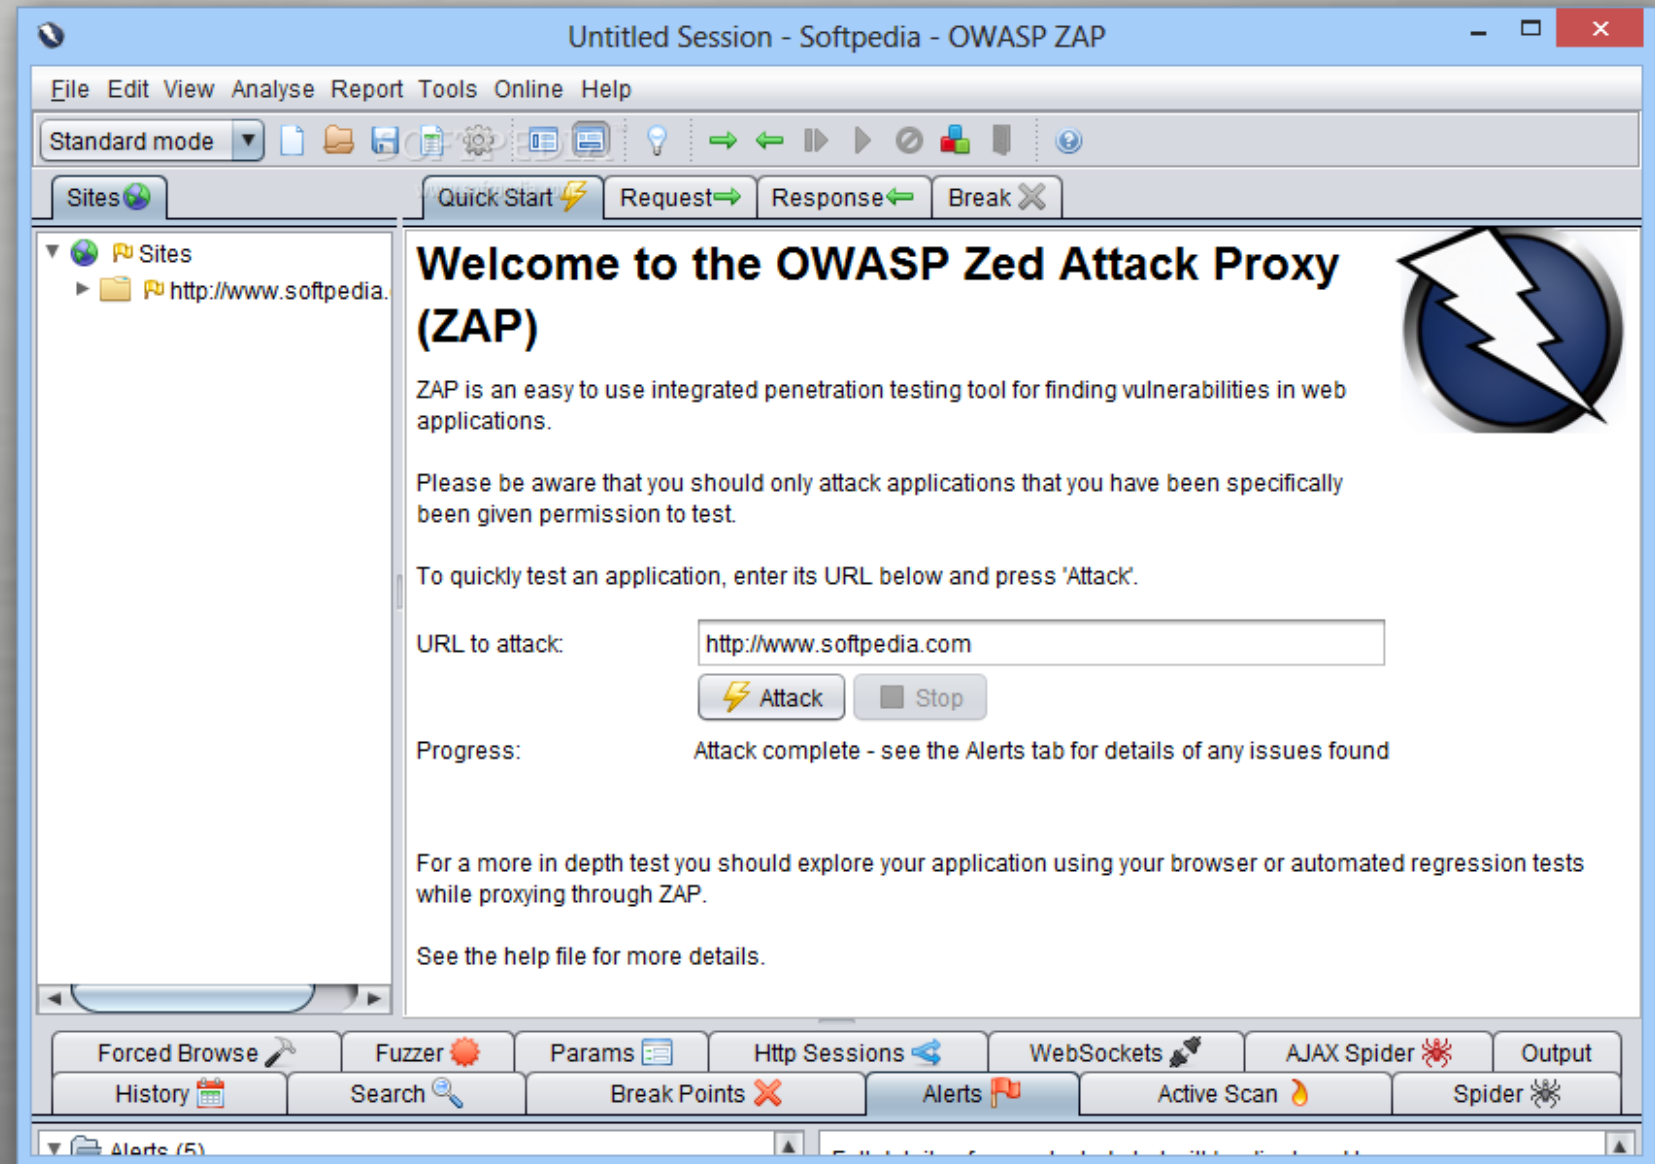 Untitled Session - Softpedia - OWASP ZAP
File Edit View Analyse Report Tools Online Help
Standard mode
SOFTPEDIA
Sites
Quick Start
Request
Response
Break
Sites
http://www.softpedia.
Welcome to the OWASP Zed Attack Proxy
(ZAP)
ZAP is an easy to use integrated penetration testing tool for finding vulnerabilities in web
applications.
Please be aware that you should only attack applications that you have been specifically
been given permission to test.
To quickly test an application, enter its URL below and press 'Attack'.
URL to attack:
http://www.softpedia.com
Attack
Stop
Progress:
Attack complete - see the Alerts tab for details of any issues found
For a more in depth test you should explore your application using your browser or automated regression tests
while proxying through ZAP.
See the help file for more details.
Forced Browse
Fuzzer
Params
Http Sessions
WebSockets
AJAX Spider
Output
History
Search
Break Points
Alerts
Active Scan
Spider
Alerts (5)